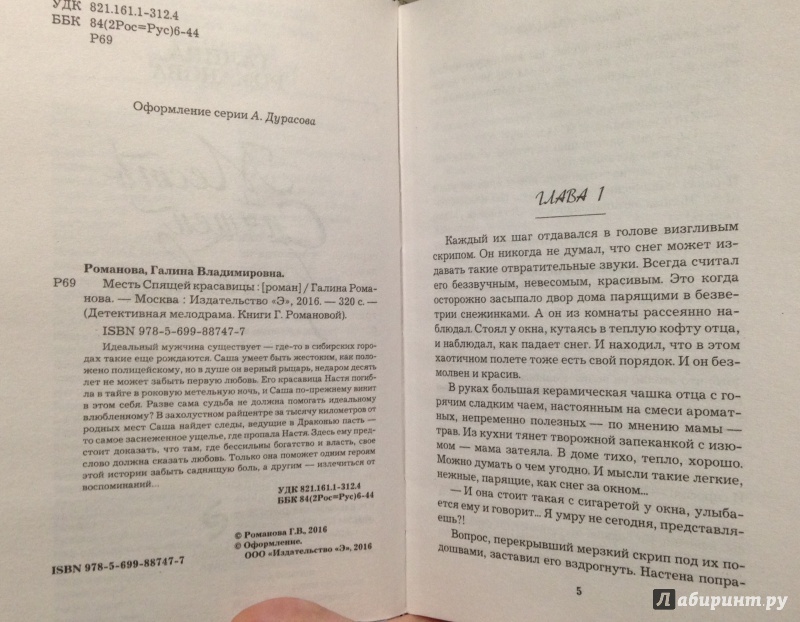 УДК 821.161.1-312.4
ББК 84(2Рос=Рус)6-44
Р69
Оформление серии А. Дурасова
Романова, Галина Владимировна.
Р69 Месть Спящей красавицы : [роман] / Галина Рома-
нова. — Москва : Издательство «Э», 2016. — 320 с. —
(Детективная мелодрама. Книги Г. Романовой).
ISBN 978-5-699-88747-7
Идеальный мужчина существует — где-то в сибирских горо-
дах такие еще рождаются. Саша умеет быть жестоким, как по-
ложено полицейскому, но в душе он верный рыцарь, недаром десять
лет не может забыть первую любовь. Его красавица Настя погиб-
ла в тайге в роковую метельную ночь, и Саша по-прежнему винит
в этом себя. Разве сама судьба не должна помогать идеальному
влюбленному? В захолустном райцентре за тысячу километров от
родных мест Саша найдет следы, ведущие в Драконью пасть —
то самое заснеженное ущелье, где пропала Настя. Здесь ему пред-
стоит доказать, что там, где бессильны богатство и власть, свое
слово должна сказать любовь. Только она поможет одним героям
этой истории забыть саднящую боль, а другим — излечиться от
воспоминаний...
УДК 821.161.1-312.4
ББК 84(2Рос=Рус)6-44
© Романова Г.В., 2016
© Оформление.
ООО «Издательство «Э», 2016
ISBN 978-5-699-88747-7
ГЛАВА 1
Каждый их шаг отдавался в голове визгливым
скрипом. Он никогда не думал, что снег может из-
давать такие отвратительные звуки. Всегда считал
его беззвучным, невесомым, красивым. Это когда
осторожно засыпало двор дома парящими в безве-
трии снежинками. А он из комнаты рассеянно на-
блюдал. Стоял у окна, кутаясь в теплую кофту отца,
и наблюдал, как падает снег. И находил, что в этом
хаотичном полете тоже есть свой порядок. И он без-
молвен и красив.
В руках большая керамическая чашка отца с го-
рячим сладким чаем, настоянным на смеси аромат-
ных, непременно полезных — по мнению мамы —
трав. Из кухни тянет творожной запеканкой с изю-
мом — мама затеяла. В доме тихо, тепло, хорошо.
Можно думать о чем угодно. И мысли такие легкие,
нежные, парящие, как снег за окном...
— И она стоит такая с сигаретой у окна, улыба-
ется ему и говорит... Я умру не сегодня, представля-
ешь?!
Вопрос, перекрывший мерзкий скрип под их по-
дошвами, заставил его вздрогнуть. Настена попра-
5
Лабиринт.ру